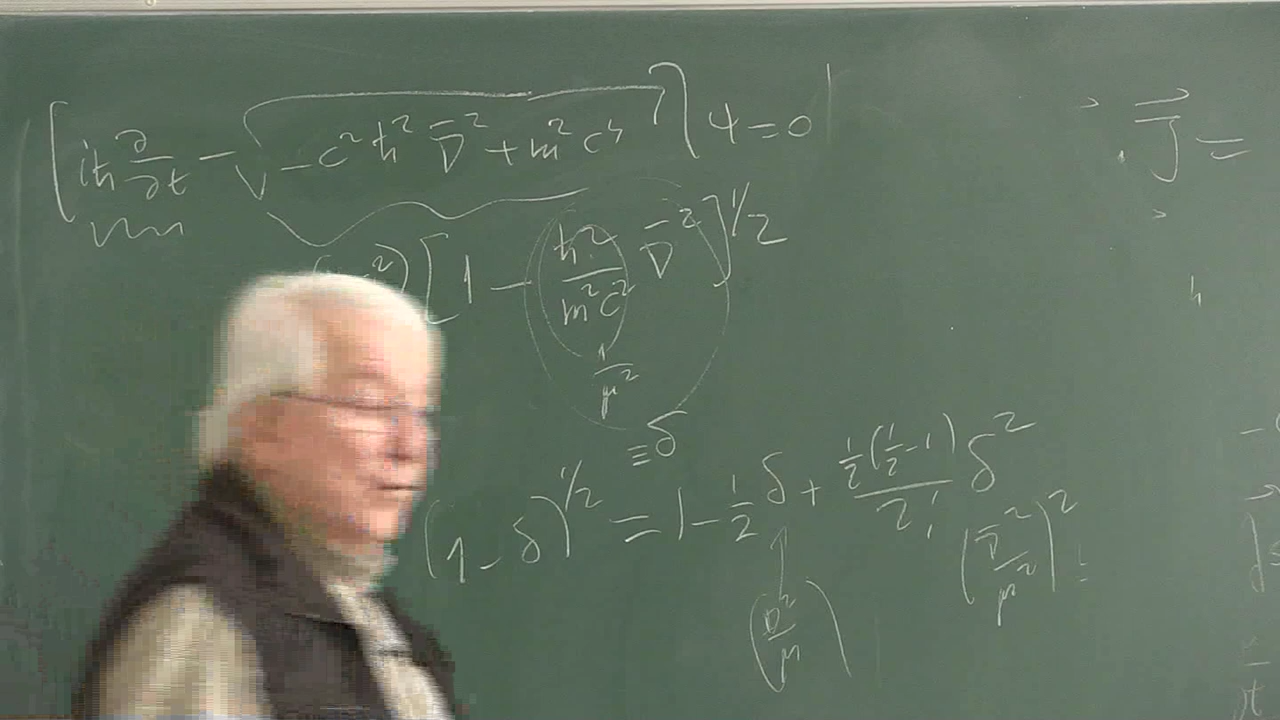 [iħ ∂/∂t − √(−c²ħ²∇̄² + m²c⁴)] ψ = 0
J⃗ =
²) [1 − ħ²/m²c² ∇̄²]^1/2
1/μ²
≡ δ
(1 − δ)^1/2 = 1 − 1/2 δ + 1/2(1/2 − 1)/2! δ²
(∇̄²/μ²)²
(∇²/μ)